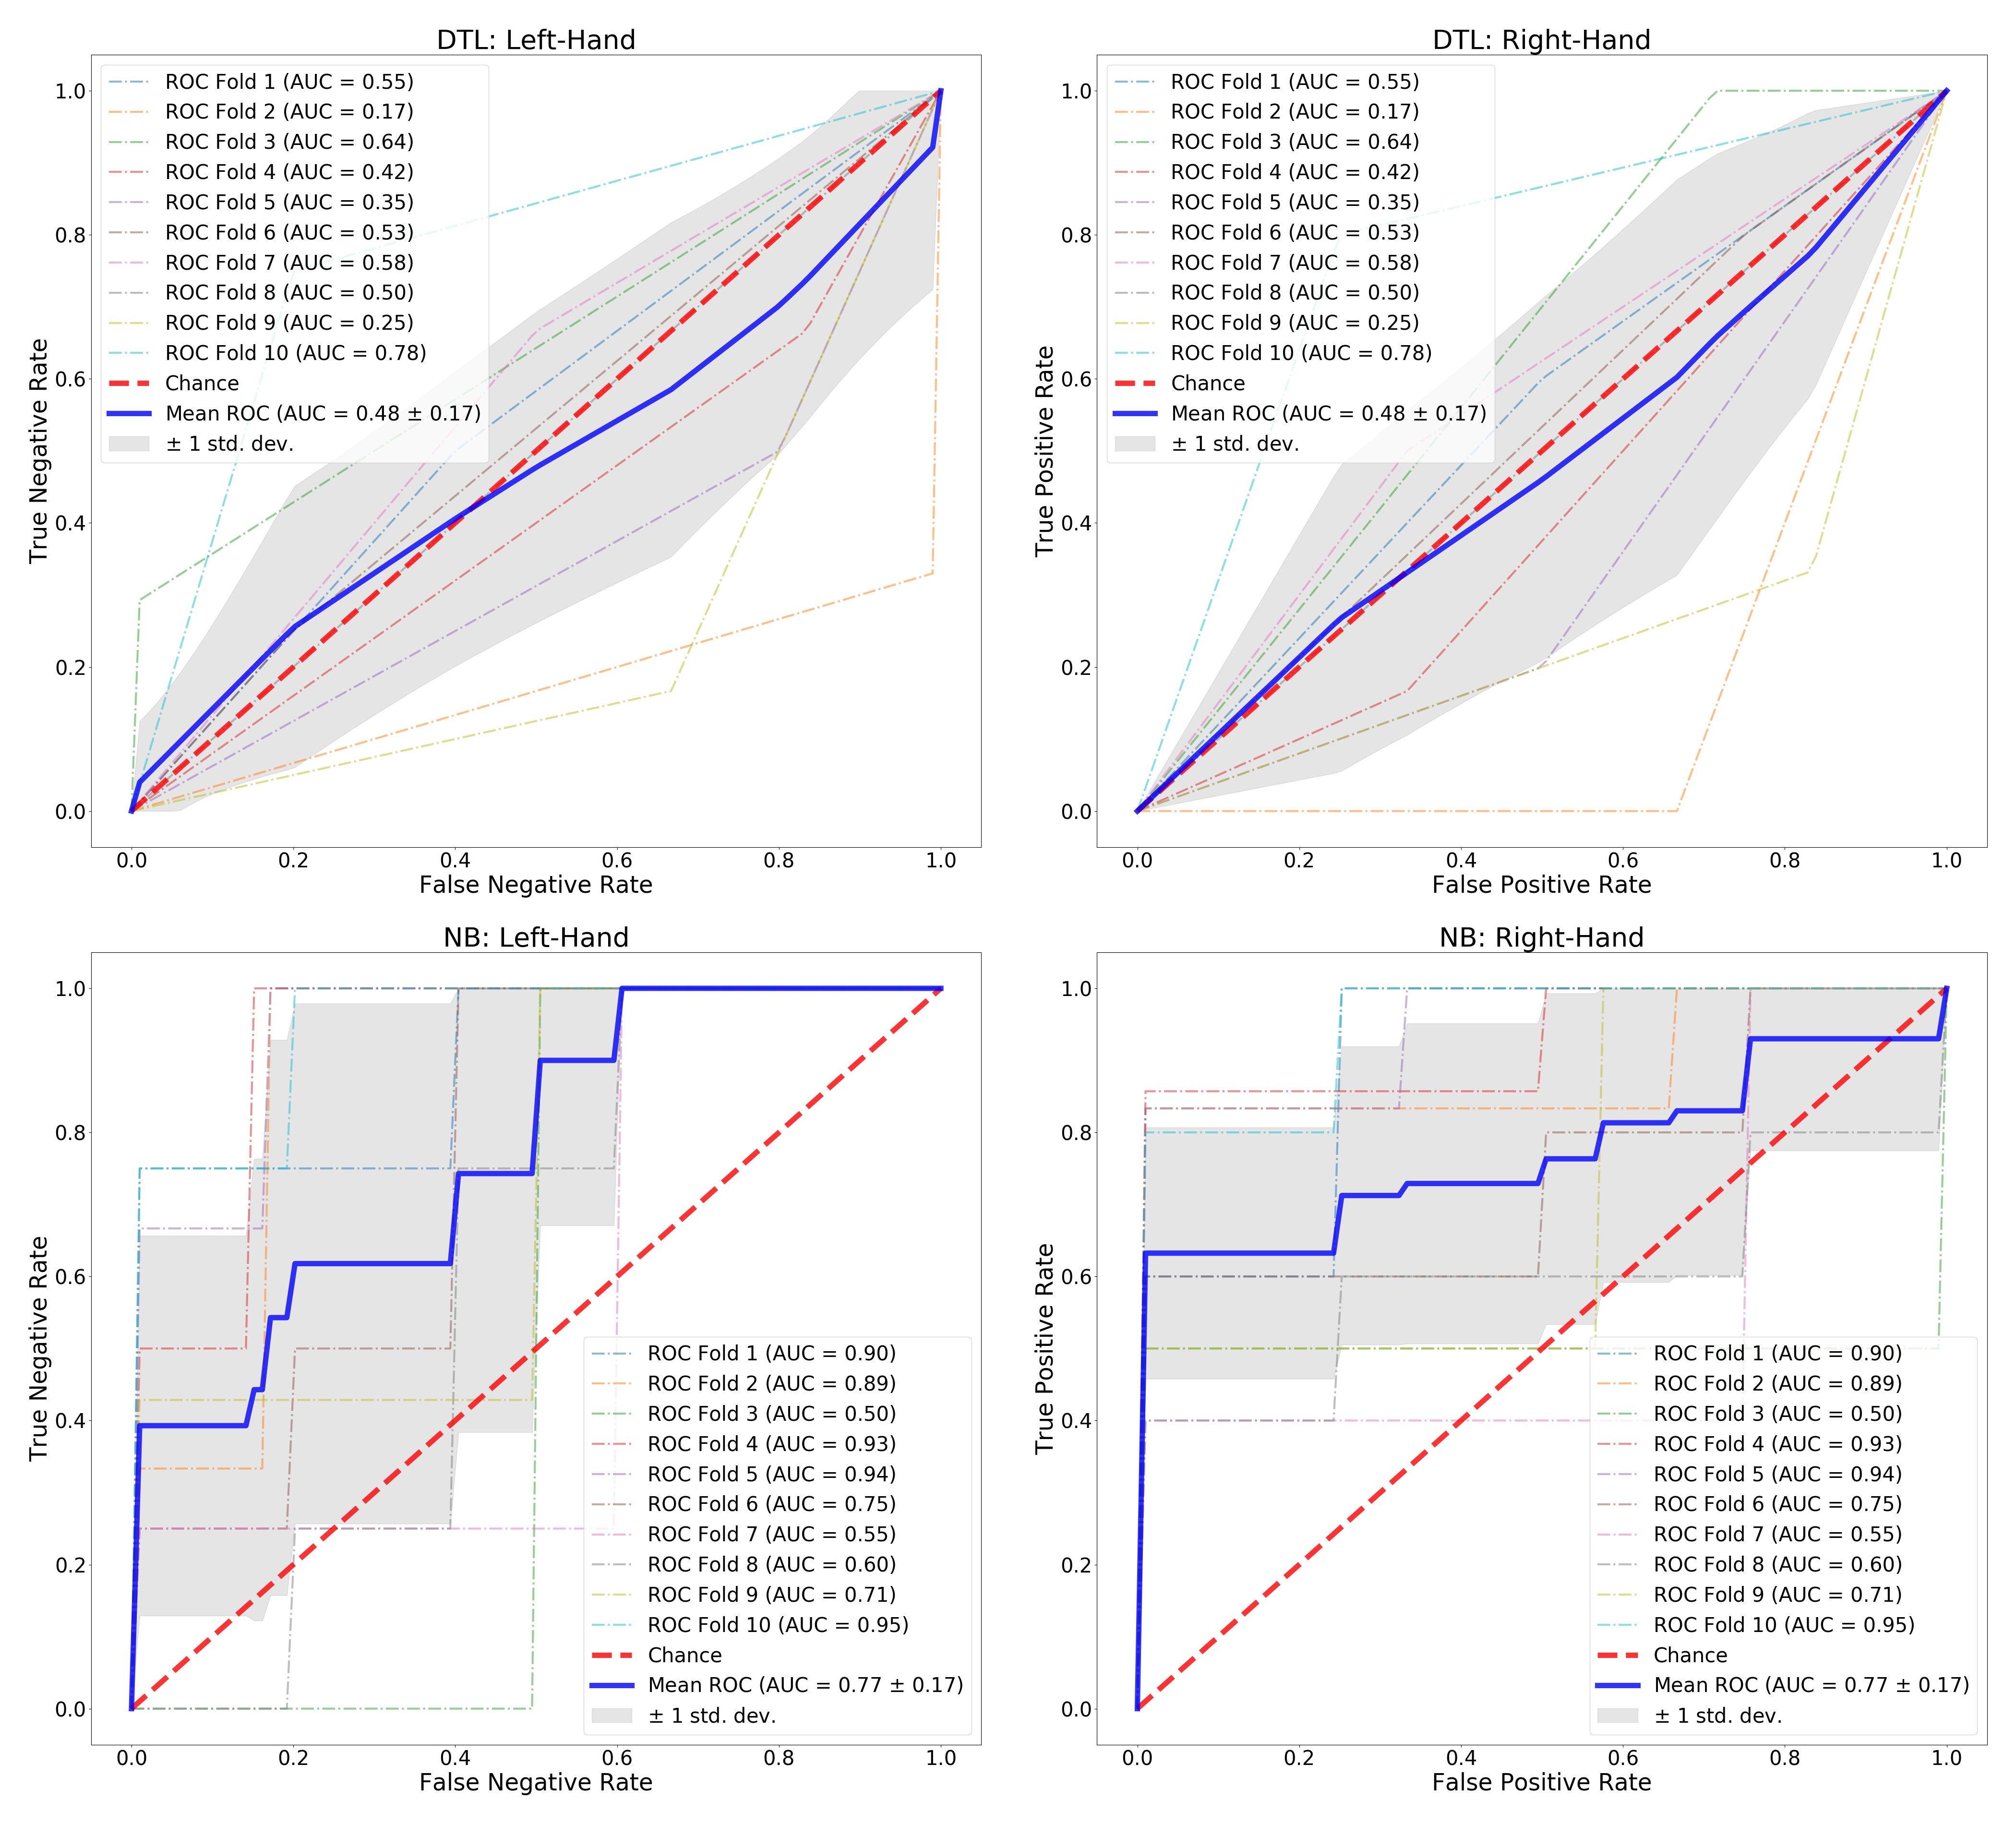 DTL: Left-Hand
ROC Fold 1 (AUC = 0.55)
ROC Fold 2 (AUC = 0.17)
ROC Fold 3 (AUC = 0.64)
ROC Fold 4 (AUC = 0.42)
ROC Fold 5 (AUC = 0.35)
ROC Fold 6 (AUC = 0.53)
ROC Fold 7 (AUC = 0.58)
ROC Fold 8 (AUC = 0.50)
ROC Fold 9 (AUC = 0.25)
ROC Fold 10 (AUC = 0.78)
Chance
Mean ROC (AUC = 0.48 ± 0.17)
± 1 std. dev.
True Negative Rate
1.0
0.8
0.6
0.4
0.2
0.0
0.0 0.2 0.4 0.6 0.8 1.0
False Negative Rate
DTL: Right-Hand
ROC Fold 1 (AUC = 0.55)
ROC Fold 2 (AUC = 0.17)
ROC Fold 3 (AUC = 0.64)
ROC Fold 4 (AUC = 0.42)
ROC Fold 5 (AUC = 0.35)
ROC Fold 6 (AUC = 0.53)
ROC Fold 7 (AUC = 0.58)
ROC Fold 8 (AUC = 0.50)
ROC Fold 9 (AUC = 0.25)
ROC Fold 10 (AUC = 0.78)
Chance
Mean ROC (AUC = 0.48 ± 0.17)
± 1 std. dev.
True Positive Rate
1.0
0.8
0.6
0.4
0.2
0.0
0.0 0.2 0.4 0.6 0.8 1.0
False Positive Rate
NB: Left-Hand
True Negative Rate
1.0
0.8
0.6
0.4
0.2
0.0
ROC Fold 1 (AUC = 0.90)
ROC Fold 2 (AUC = 0.89)
ROC Fold 3 (AUC = 0.50)
ROC Fold 4 (AUC = 0.93)
ROC Fold 5 (AUC = 0.94)
ROC Fold 6 (AUC = 0.75)
ROC Fold 7 (AUC = 0.55)
ROC Fold 8 (AUC = 0.60)
ROC Fold 9 (AUC = 0.71)
ROC Fold 10 (AUC = 0.95)
Chance
Mean ROC (AUC = 0.77 ± 0.17)
± 1 std. dev.
0.0 0.2 0.4 0.6 0.8 1.0
False Negative Rate
NB: Right-Hand
True Positive Rate
1.0
0.8
0.6
0.4
0.2
0.0
ROC Fold 1 (AUC = 0.90)
ROC Fold 2 (AUC = 0.89)
ROC Fold 3 (AUC = 0.50)
ROC Fold 4 (AUC = 0.93)
ROC Fold 5 (AUC = 0.94)
ROC Fold 6 (AUC = 0.75)
ROC Fold 7 (AUC = 0.55)
ROC Fold 8 (AUC = 0.60)
ROC Fold 9 (AUC = 0.71)
ROC Fold 10 (AUC = 0.95)
Chance
Mean ROC (AUC = 0.77 ± 0.17)
± 1 std. dev.
0.0 0.2 0.4 0.6 0.8 1.0
False Positive Rate